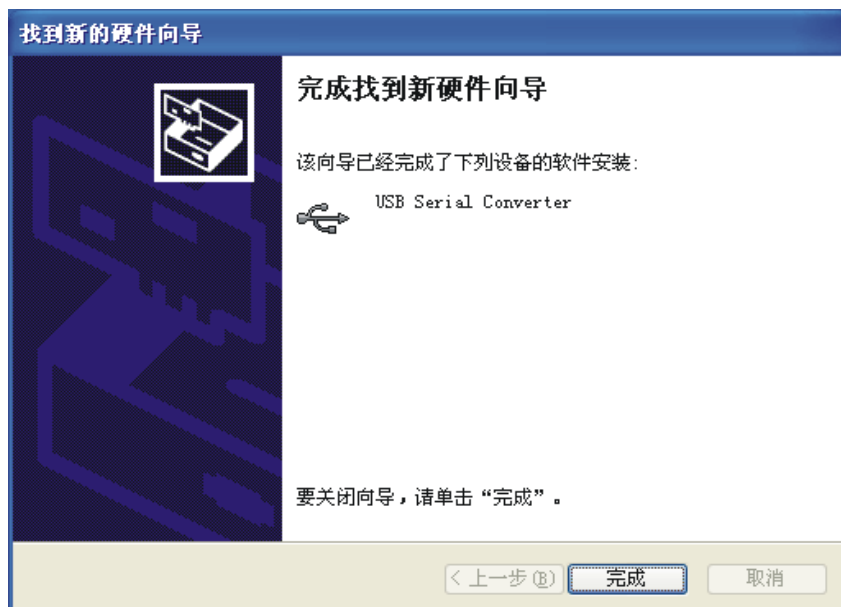 找到新的硬件向导
完成找到新硬件向导
该向导已经完成了下列设备的软件安装:
USB Serial Converter
要关闭向导，请单击“完成”。
< 上一步(B)
完成
取消